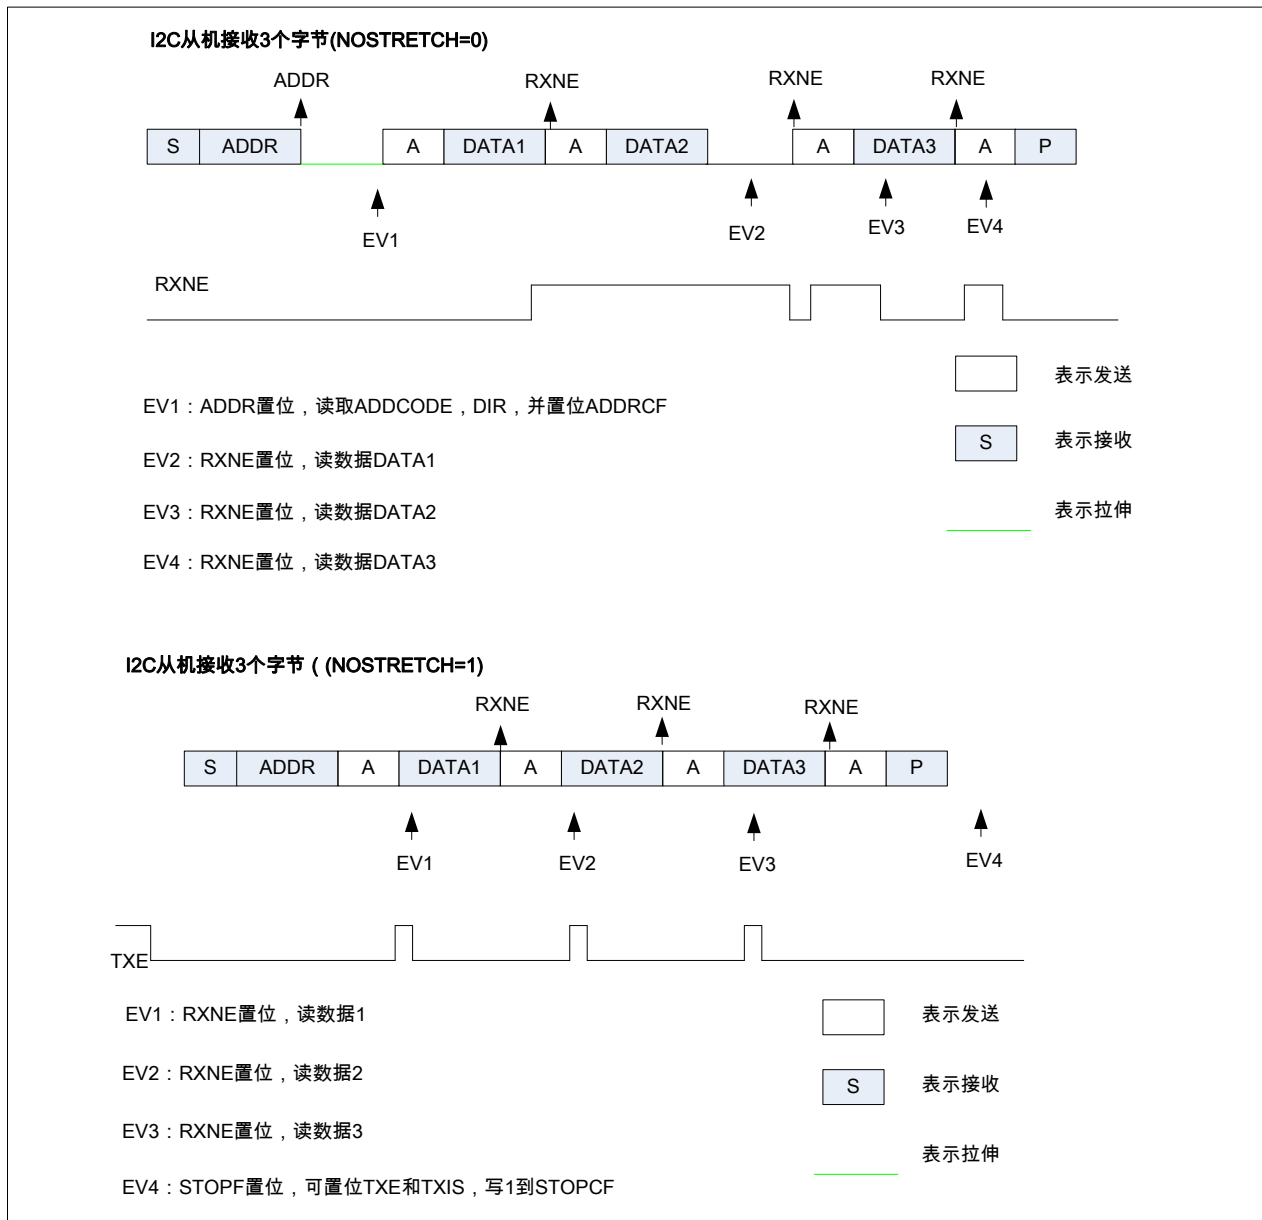 I2C从机接收3个字节(NOSTRETCH=0)
ADDR RXNE RXNE RXNE
S ADDR A DATA1 A DATA2 A DATA3 A P
EV1 EV2 EV3 EV4
RXNE
表示发送
EV1：ADDR置位，读取ADDCODE，DIR，并置位ADDRCF
S 表示接收
EV2：RXNE置位，读数据DATA1
EV3：RXNE置位，读数据DATA2
表示拉伸
EV4：RXNE置位，读数据DATA3
I2C从机接收3个字节（(NOSTRETCH=1)
RXNE RXNE RXNE
S ADDR A DATA1 A DATA2 A DATA3 A P
EV1 EV2 EV3 EV4
TXE
EV1：RXNE置位，读数据1
表示发送
EV2：RXNE置位，读数据2
S 表示接收
EV3：RXNE置位，读数据3
表示拉伸
EV4：STOPF置位，可置位TXE和TXIS，写1到STOPCF